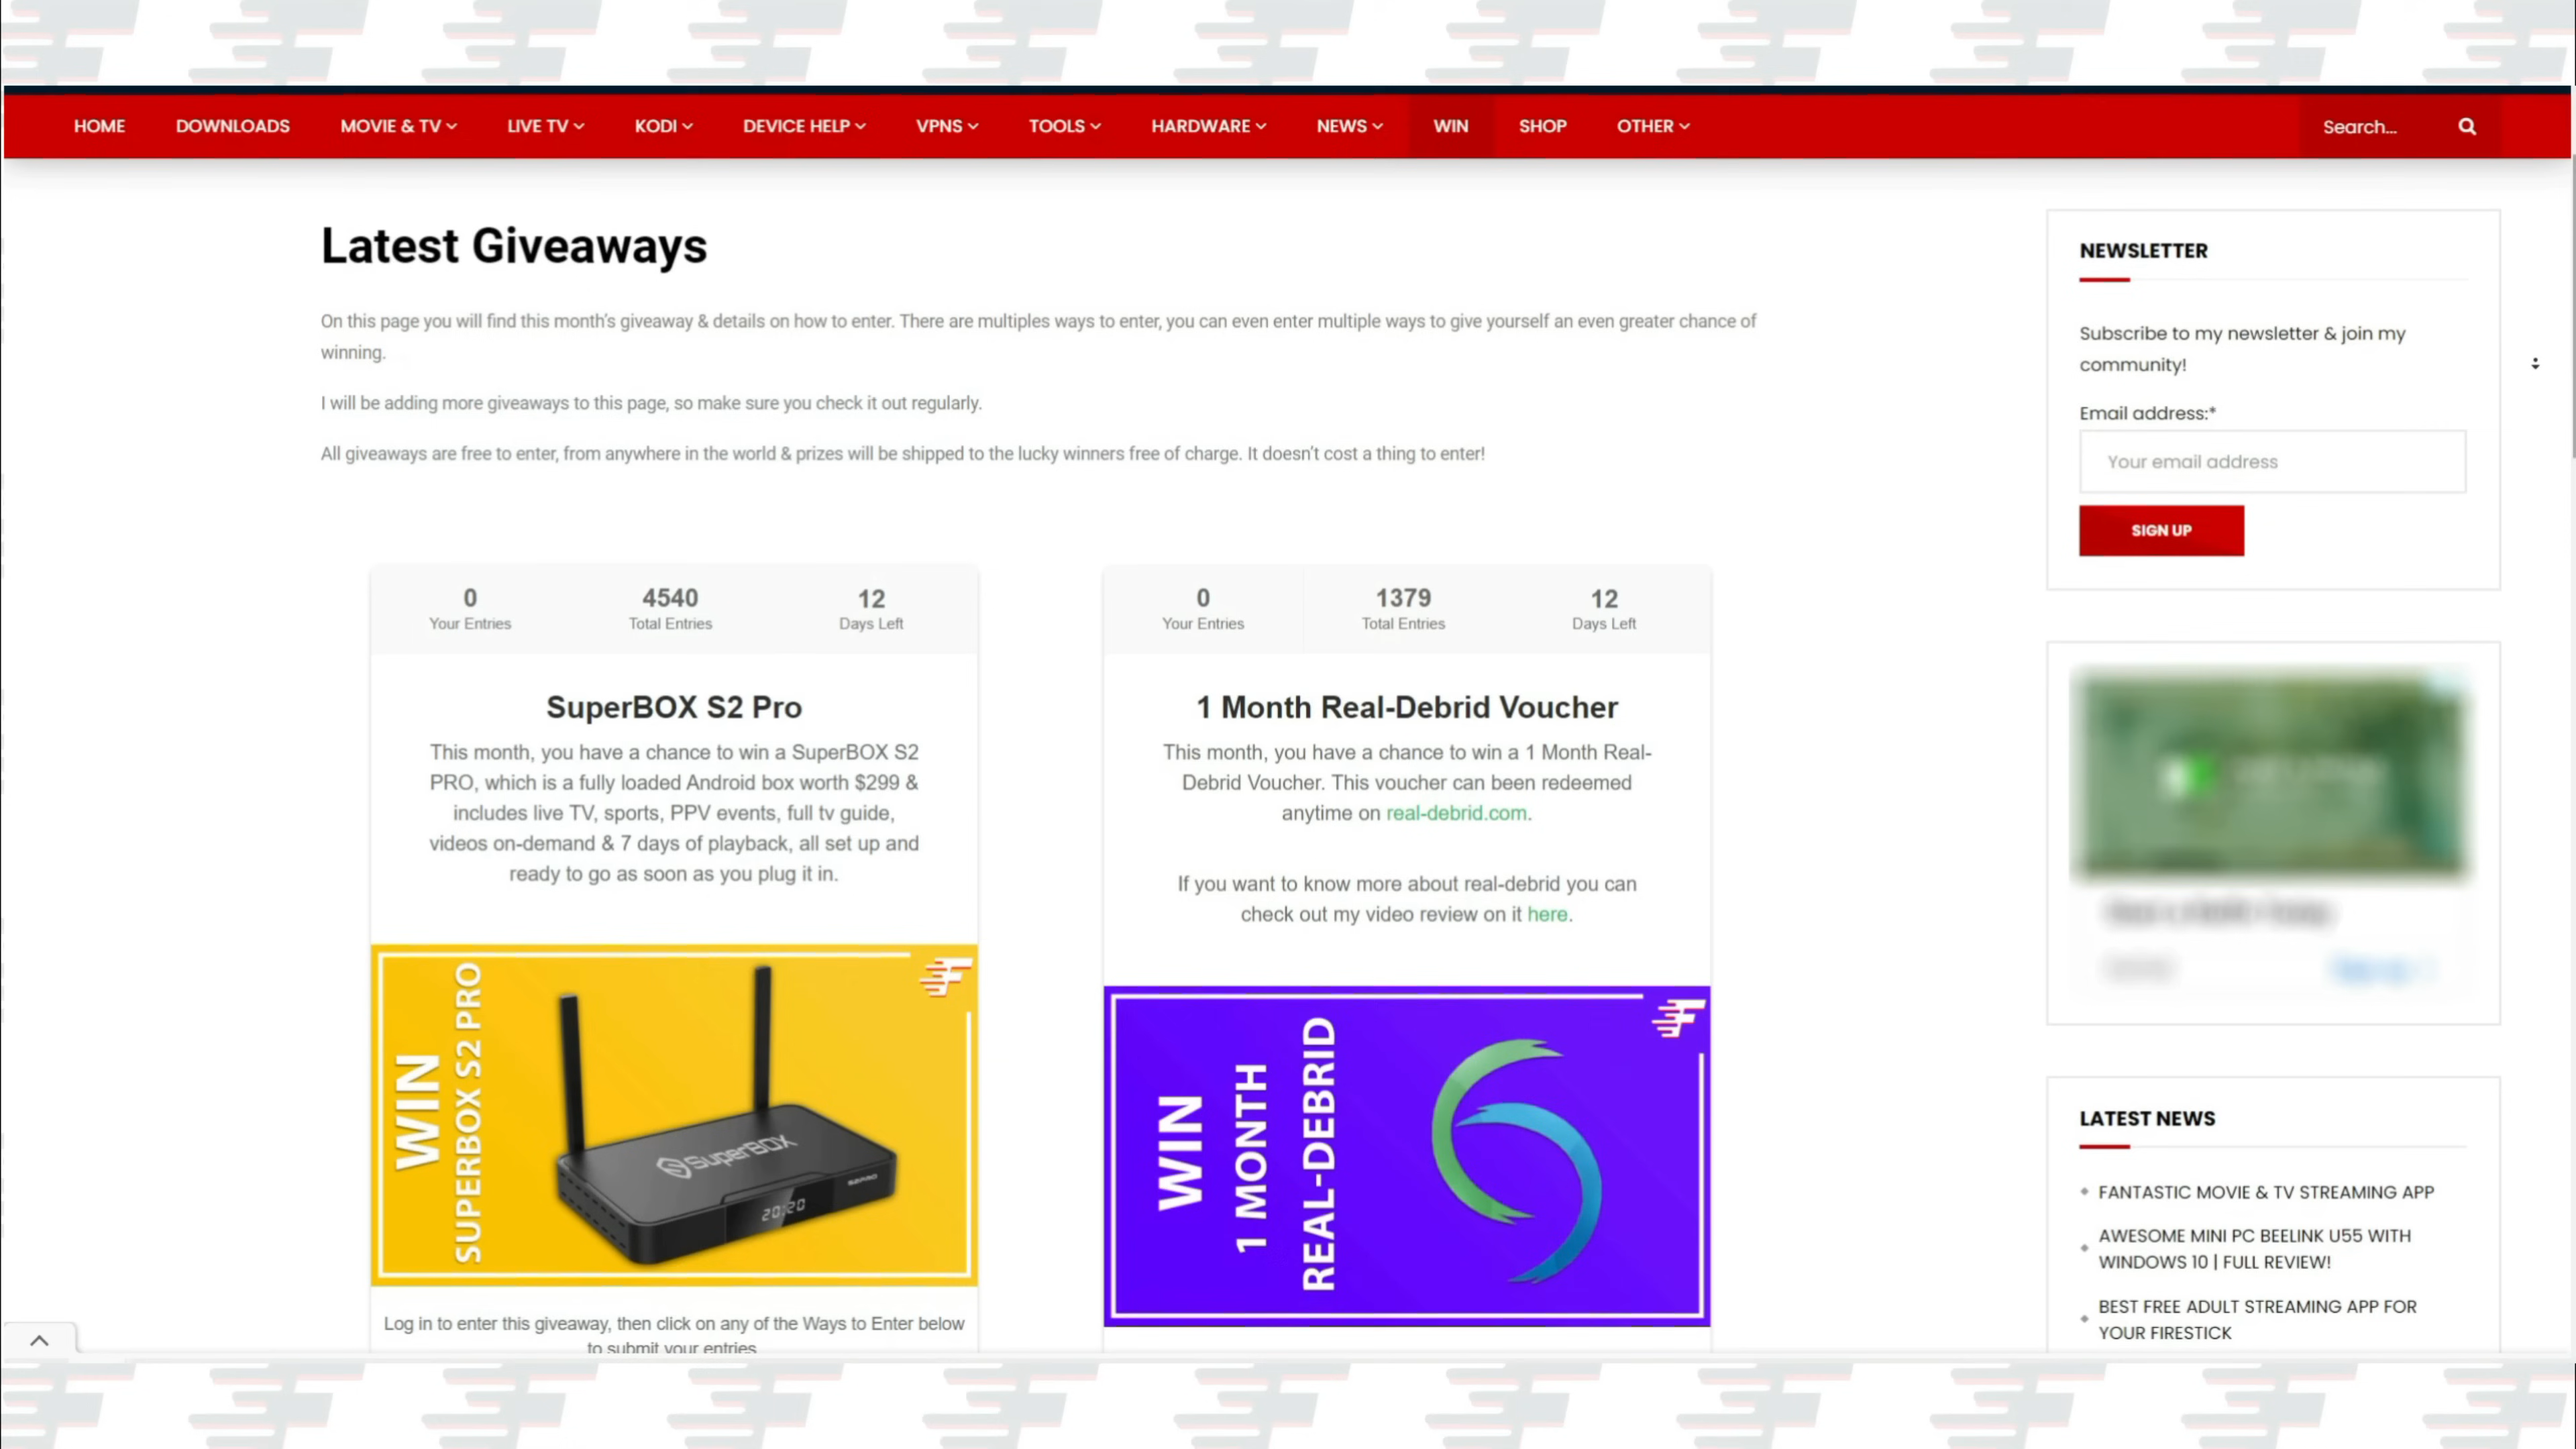 HOME DOWNLOADS MOVIE & TV LIVE TV KODI DEVICE HELP VPNS TOOLS HARDWARE NEWS WIN SHOP OTHER Search...
Latest Giveaways
On this page you will find this month's giveaway & details on how to enter. There are multiples ways to enter, you can even enter multiple ways to give yourself an even greater chance of
winning.
I will be adding more giveaways to this page, so make sure you check it out regularly.
All giveaways are free to enter, from anywhere in the world & prizes will be shipped to the lucky winners free of charge. It doesn't cost a thing to enter!
0 4540 12
Your Entries Total Entries Days Left
SuperBOX S2 Pro
This month, you have a chance to win a SuperBOX S2
PRO, which is a fully loaded Android box worth $299 &
includes live TV, sports, PPV events, full tv guide,
videos on-demand & 7 days of playback, all set up and
ready to go as soon as you plug it in.
WIN
SUPERBOX S2 PRO
SuperBOX
S2PRO
20:20
Log in to enter this giveaway, then click on any of the Ways to Enter below
to submit your entries
0 1379 12
Your Entries Total Entries Days Left
1 Month Real-Debrid Voucher
This month, you have a chance to win a 1 Month Real-
Debrid Voucher. This voucher can been redeemed
anytime on real-debrid.com.
If you want to know more about real-debrid you can
check out my video review on it here.
WIN
1 MONTH
REAL-DEBRID
NEWSLETTER
Subscribe to my newsletter & join my
community!
Email address:*
Your email address
SIGN UP
LATEST NEWS
FANTASTIC MOVIE & TV STREAMING APP
AWESOME MINI PC BEELINK U55 WITH
WINDOWS 10 | FULL REVIEW!
BEST FREE ADULT STREAMING APP FOR
YOUR FIRESTICK